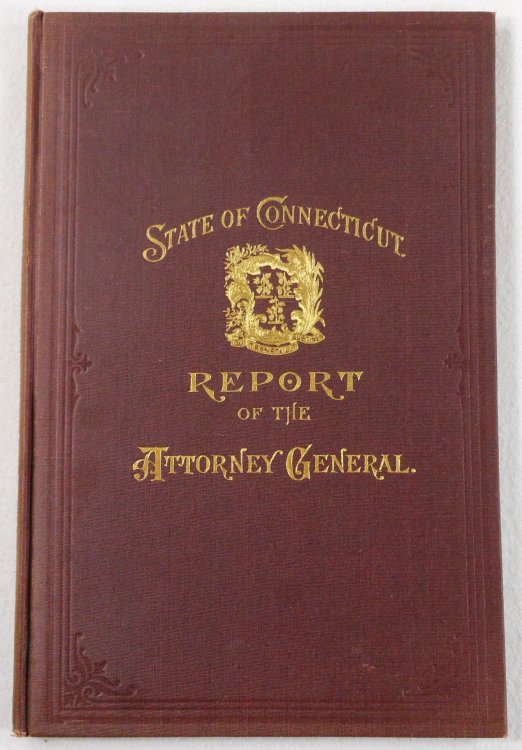 STATE OF CONNECTICUT.
REPORT
OF THE
ATTORNEY GENERAL.